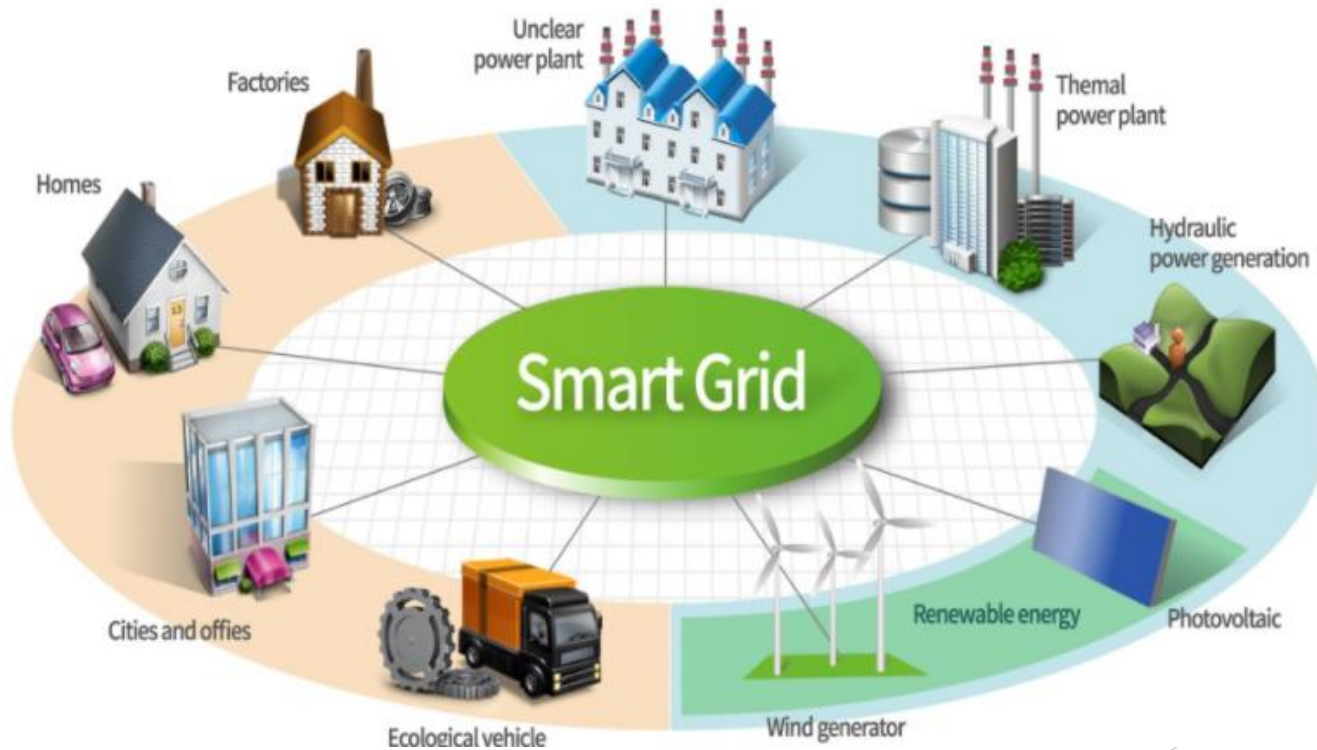 Unclear
power plant
Factories
Themal
power plant
Homes
Hydraulic
power generation
Smart Grid
Renewable energy
Photovoltaic
Cities and offies
Wind generator
Ecological vehicle